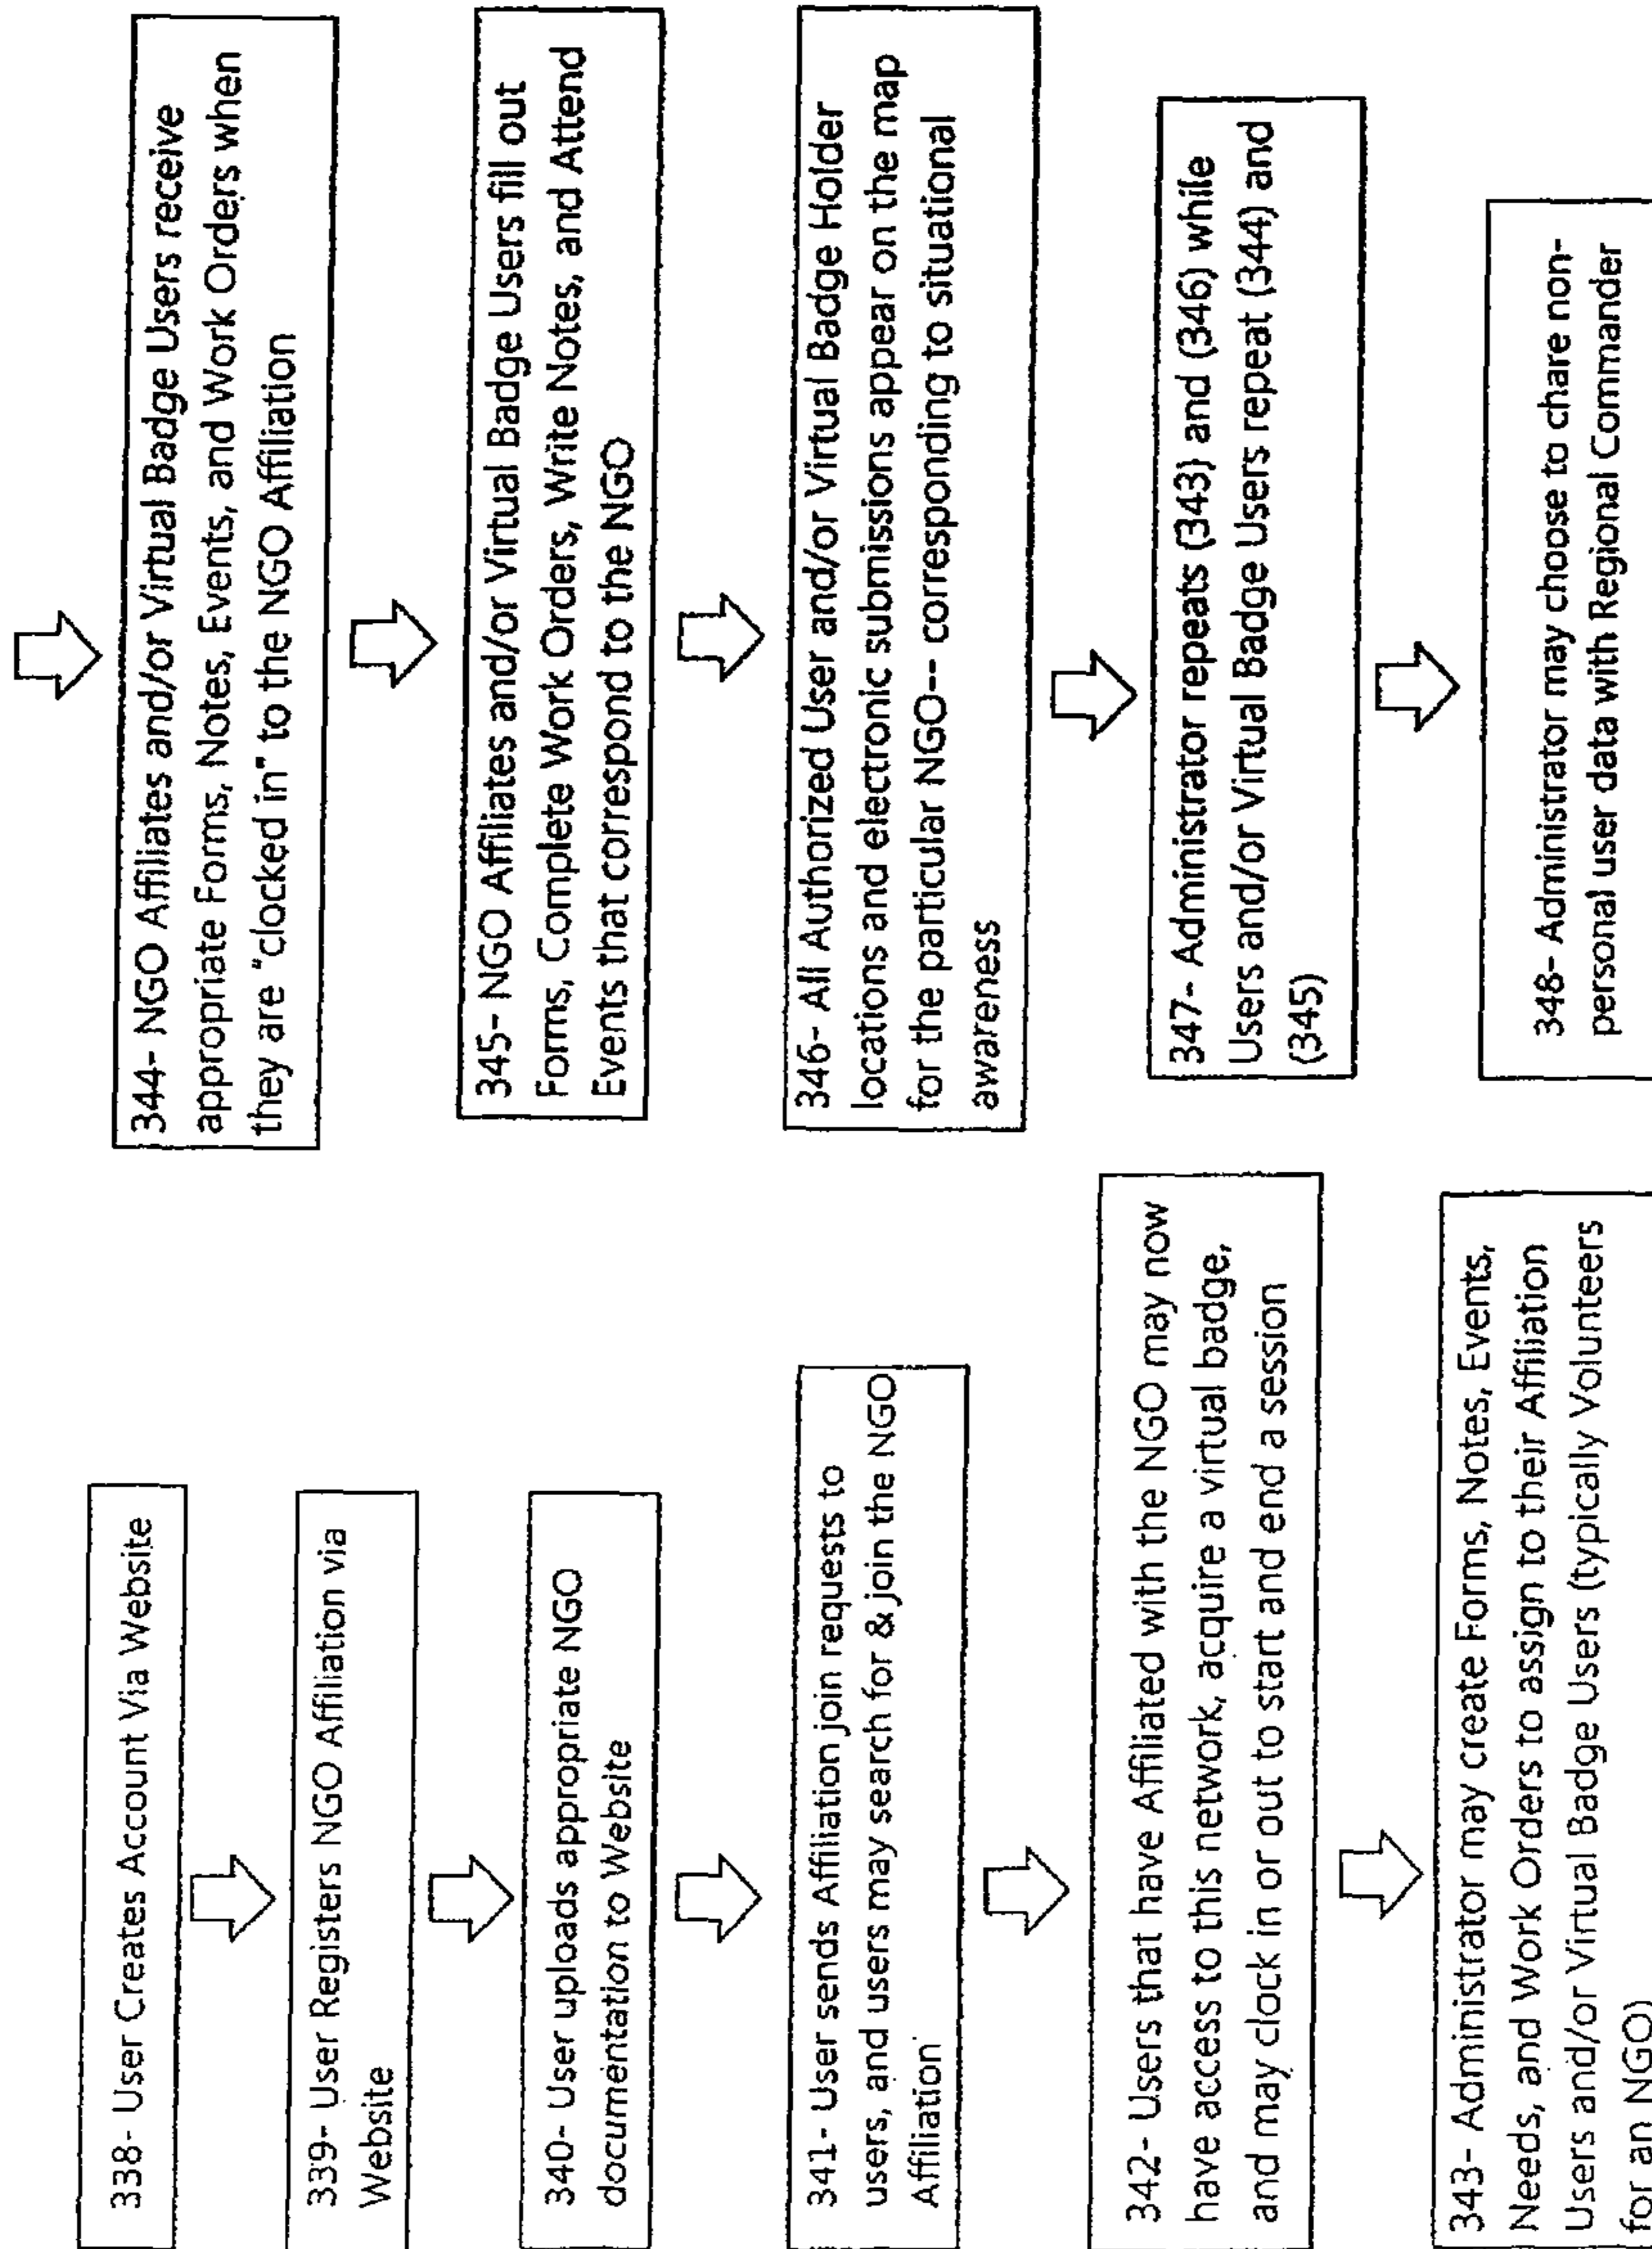 338- User Creates Account Via Website
339- User Registers NGO Affiliation via
Website
340- User uploads appropriate NGO
documentation to Website
341- User sends Affiliation join requests to
users, and users may search for & join the NGO
Affiliation
342- Users that have Affiliated with the NGO may now
have access to this network, acquire a virtual badge,
and may clock in or out to start and end a session
343- Administrator may create Forms, Notes, Events,
Needs, and Work Orders to assign to their Affiliation
Users and/or Virtual Badge Users (typically Volunteers
for an NGO)
344- NGO Affiliates and/or Virtual Badge Users receive
appropriate Forms, Notes, Events, and Work Orders when
they are "clocked in" to the NGO Affiliation
345- NGO Affiliates and/or Virtual Badge Users fill out
Forms, Complete Work Orders, Write Notes, and Attend
Events that correspond to the NGO
346- All Authorized User and/or Virtual Badge Holder
locations and electronic submissions appear on the map
for the particular NGO-- corresponding to situational
awareness
347- Administrator repeats (343) and (346) while
Users and/or Virtual Badge Users repeat (344) and
(345)
348- Administrator may choose to chare non-
personal user data with Regional Commander